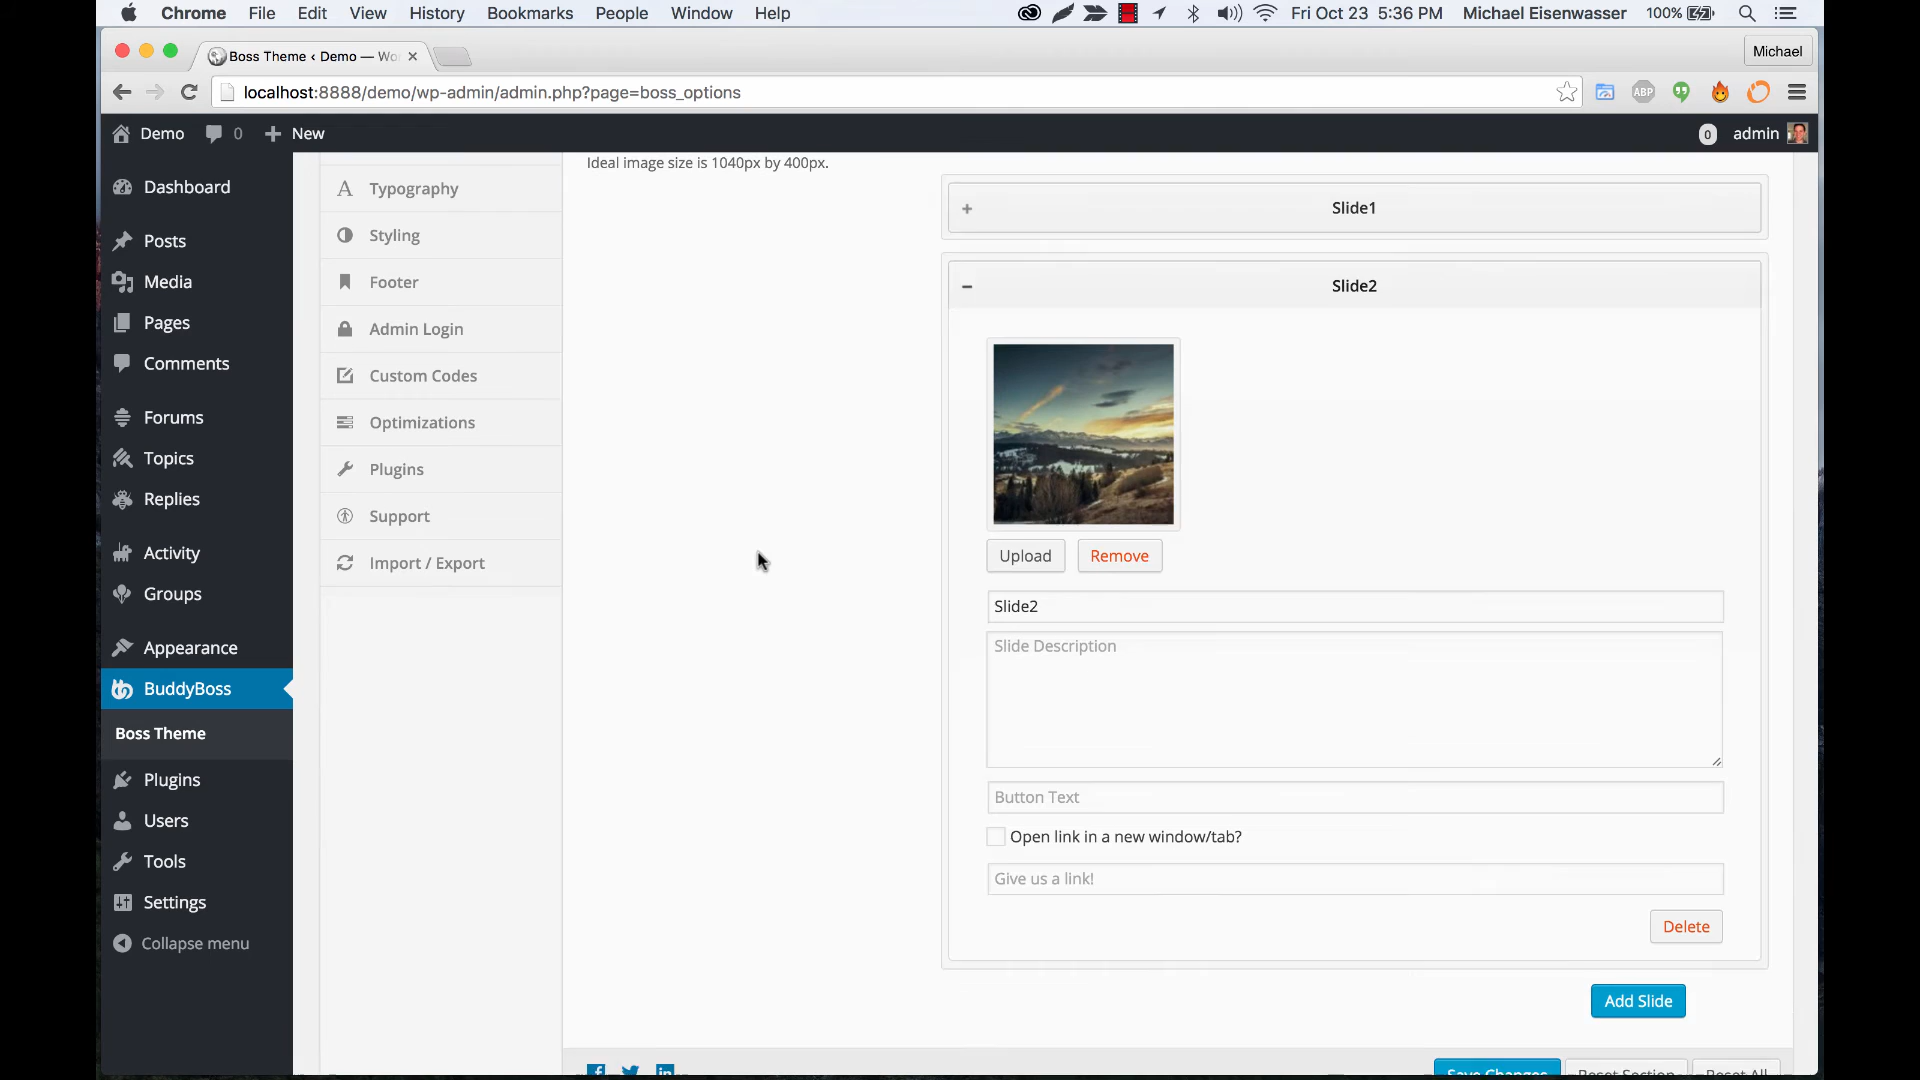 Chrome File Edit View History Bookmarks People Window Help Fri Oct 23 5:36 PM Michael Eisenwasser 100%
Boss Theme ‹ Demo — Wo
Michael
localhost:8888/demo/wp-admin/admin.php?page=boss_options
ABP
Demo 0 New 0 admin
Dashboard
Posts
Media
Pages
Comments
Forums
Topics
Replies
Activity
Groups
Appearance
BuddyBoss
Boss Theme
Plugins
Users
Tools
Settings
Collapse menu
Typography
Styling
Footer
Admin Login
Custom Codes
Optimizations
Plugins
Support
Import / Export
Ideal image size is 1040px by 400px.
Slide1
Slide2
Upload Remove
Slide2
Slide Description
Button Text
Open link in a new window/tab?
Give us a link!
Delete
Add Slide
Save Changes Reset Section Reset All